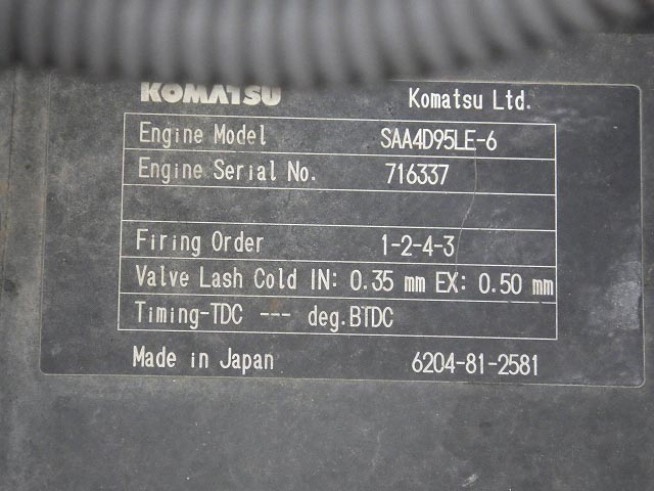 KOMATSU Komatsu Ltd.
Engine Model SAA4D95LE-6
Engine Serial No. 716337
Firing Order 1-2-4-3
Valve Lash Cold IN: 0.35 mm EX: 0.50 mm
Timing-TDC --- deg.BTDC
Made in Japan 6204-81-2581